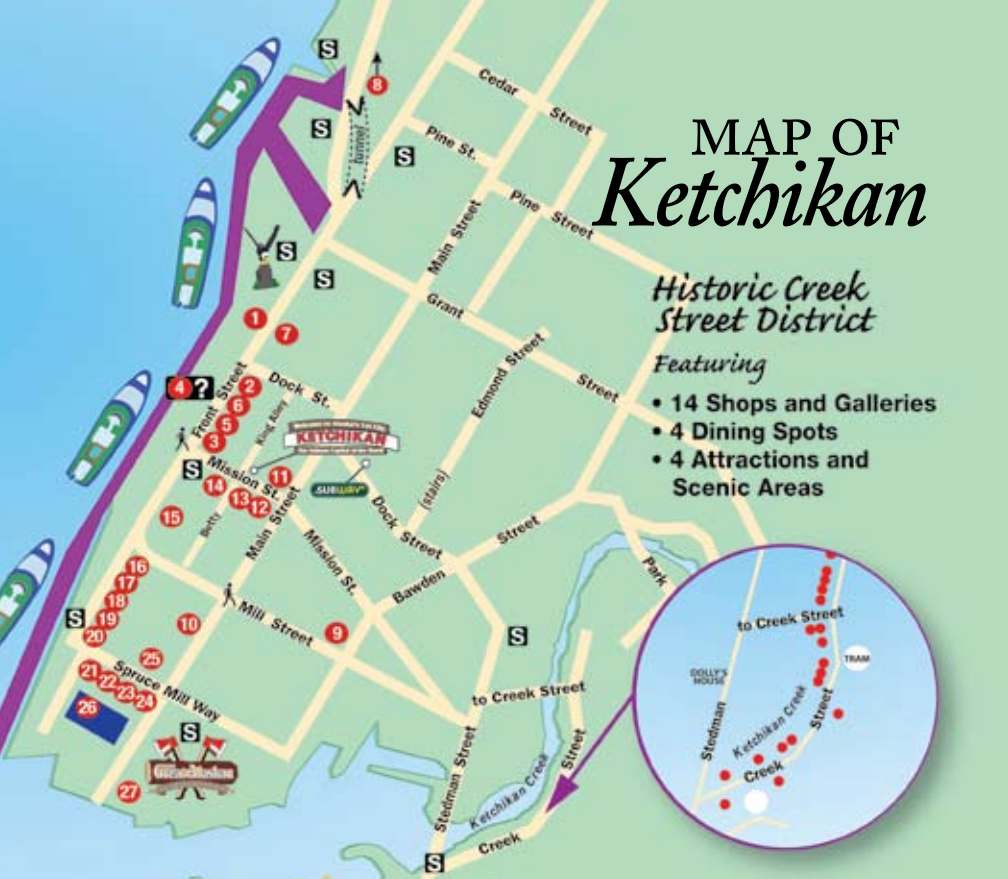 MAP OF
Ketchikan
Historic Creek
Street District
Featuring
• 14 Shops and Galleries
• 4 Dining Spots
• 4 Attractions and
Scenic Areas
S
8
Cedar
Street
S
Tunnel
S
Pine St.
Pine Street
Main Street
S
S
Grant
Street
1
7
Edmond Street
(stairs)
4 ?
Front Street
2
Dock St.
6
King Alley
5
3
KETCHIKAN
S
Mission St.
11
SUBWAY
14
13
12
15
Betty
Main Street
Dock Street
Mission St.
Bawden
Street
Park
16
17
18
19
S
20
10
Mill Street
9
S
21
22
23
24
25
Spruce Mill Way
26
S
27
to Creek Street
Stedman Street
Ketchikan Creek
Street
Creek
S
to Creek Street
TRAM
DOLLY'S
HOUSE
Stedman
Ketchikan Creek
Street
Creek